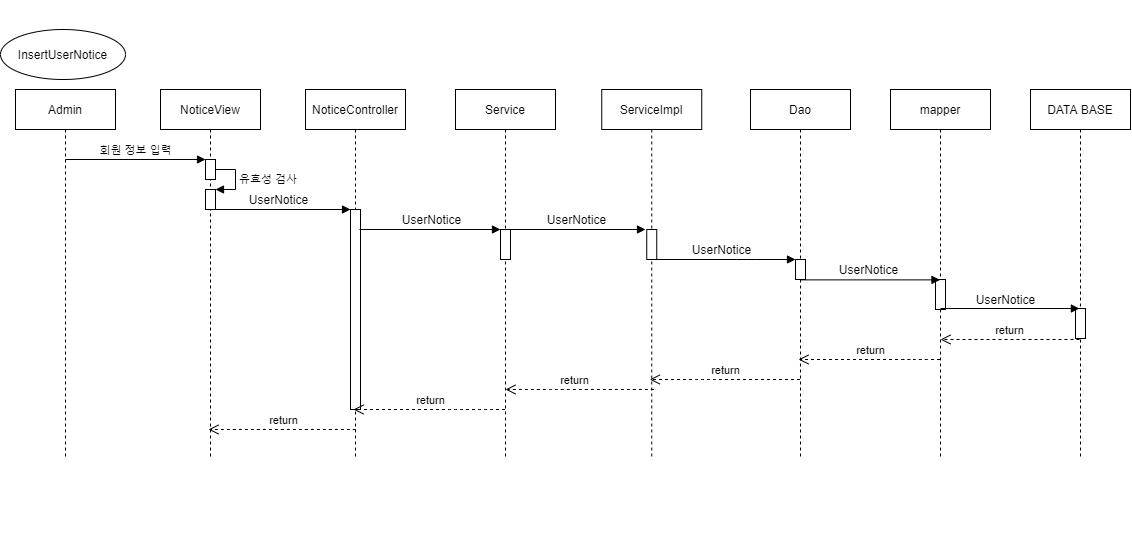 InsertUserNotice
Admin
NoticeView
NoticeController
Service
ServiceImpl
Dao
mapper
DATA BASE
회원 정보 입력
유효성 검사
UserNotice
UserNotice
UserNotice
UserNotice
UserNotice
UserNotice
return
return
return
return
return
return